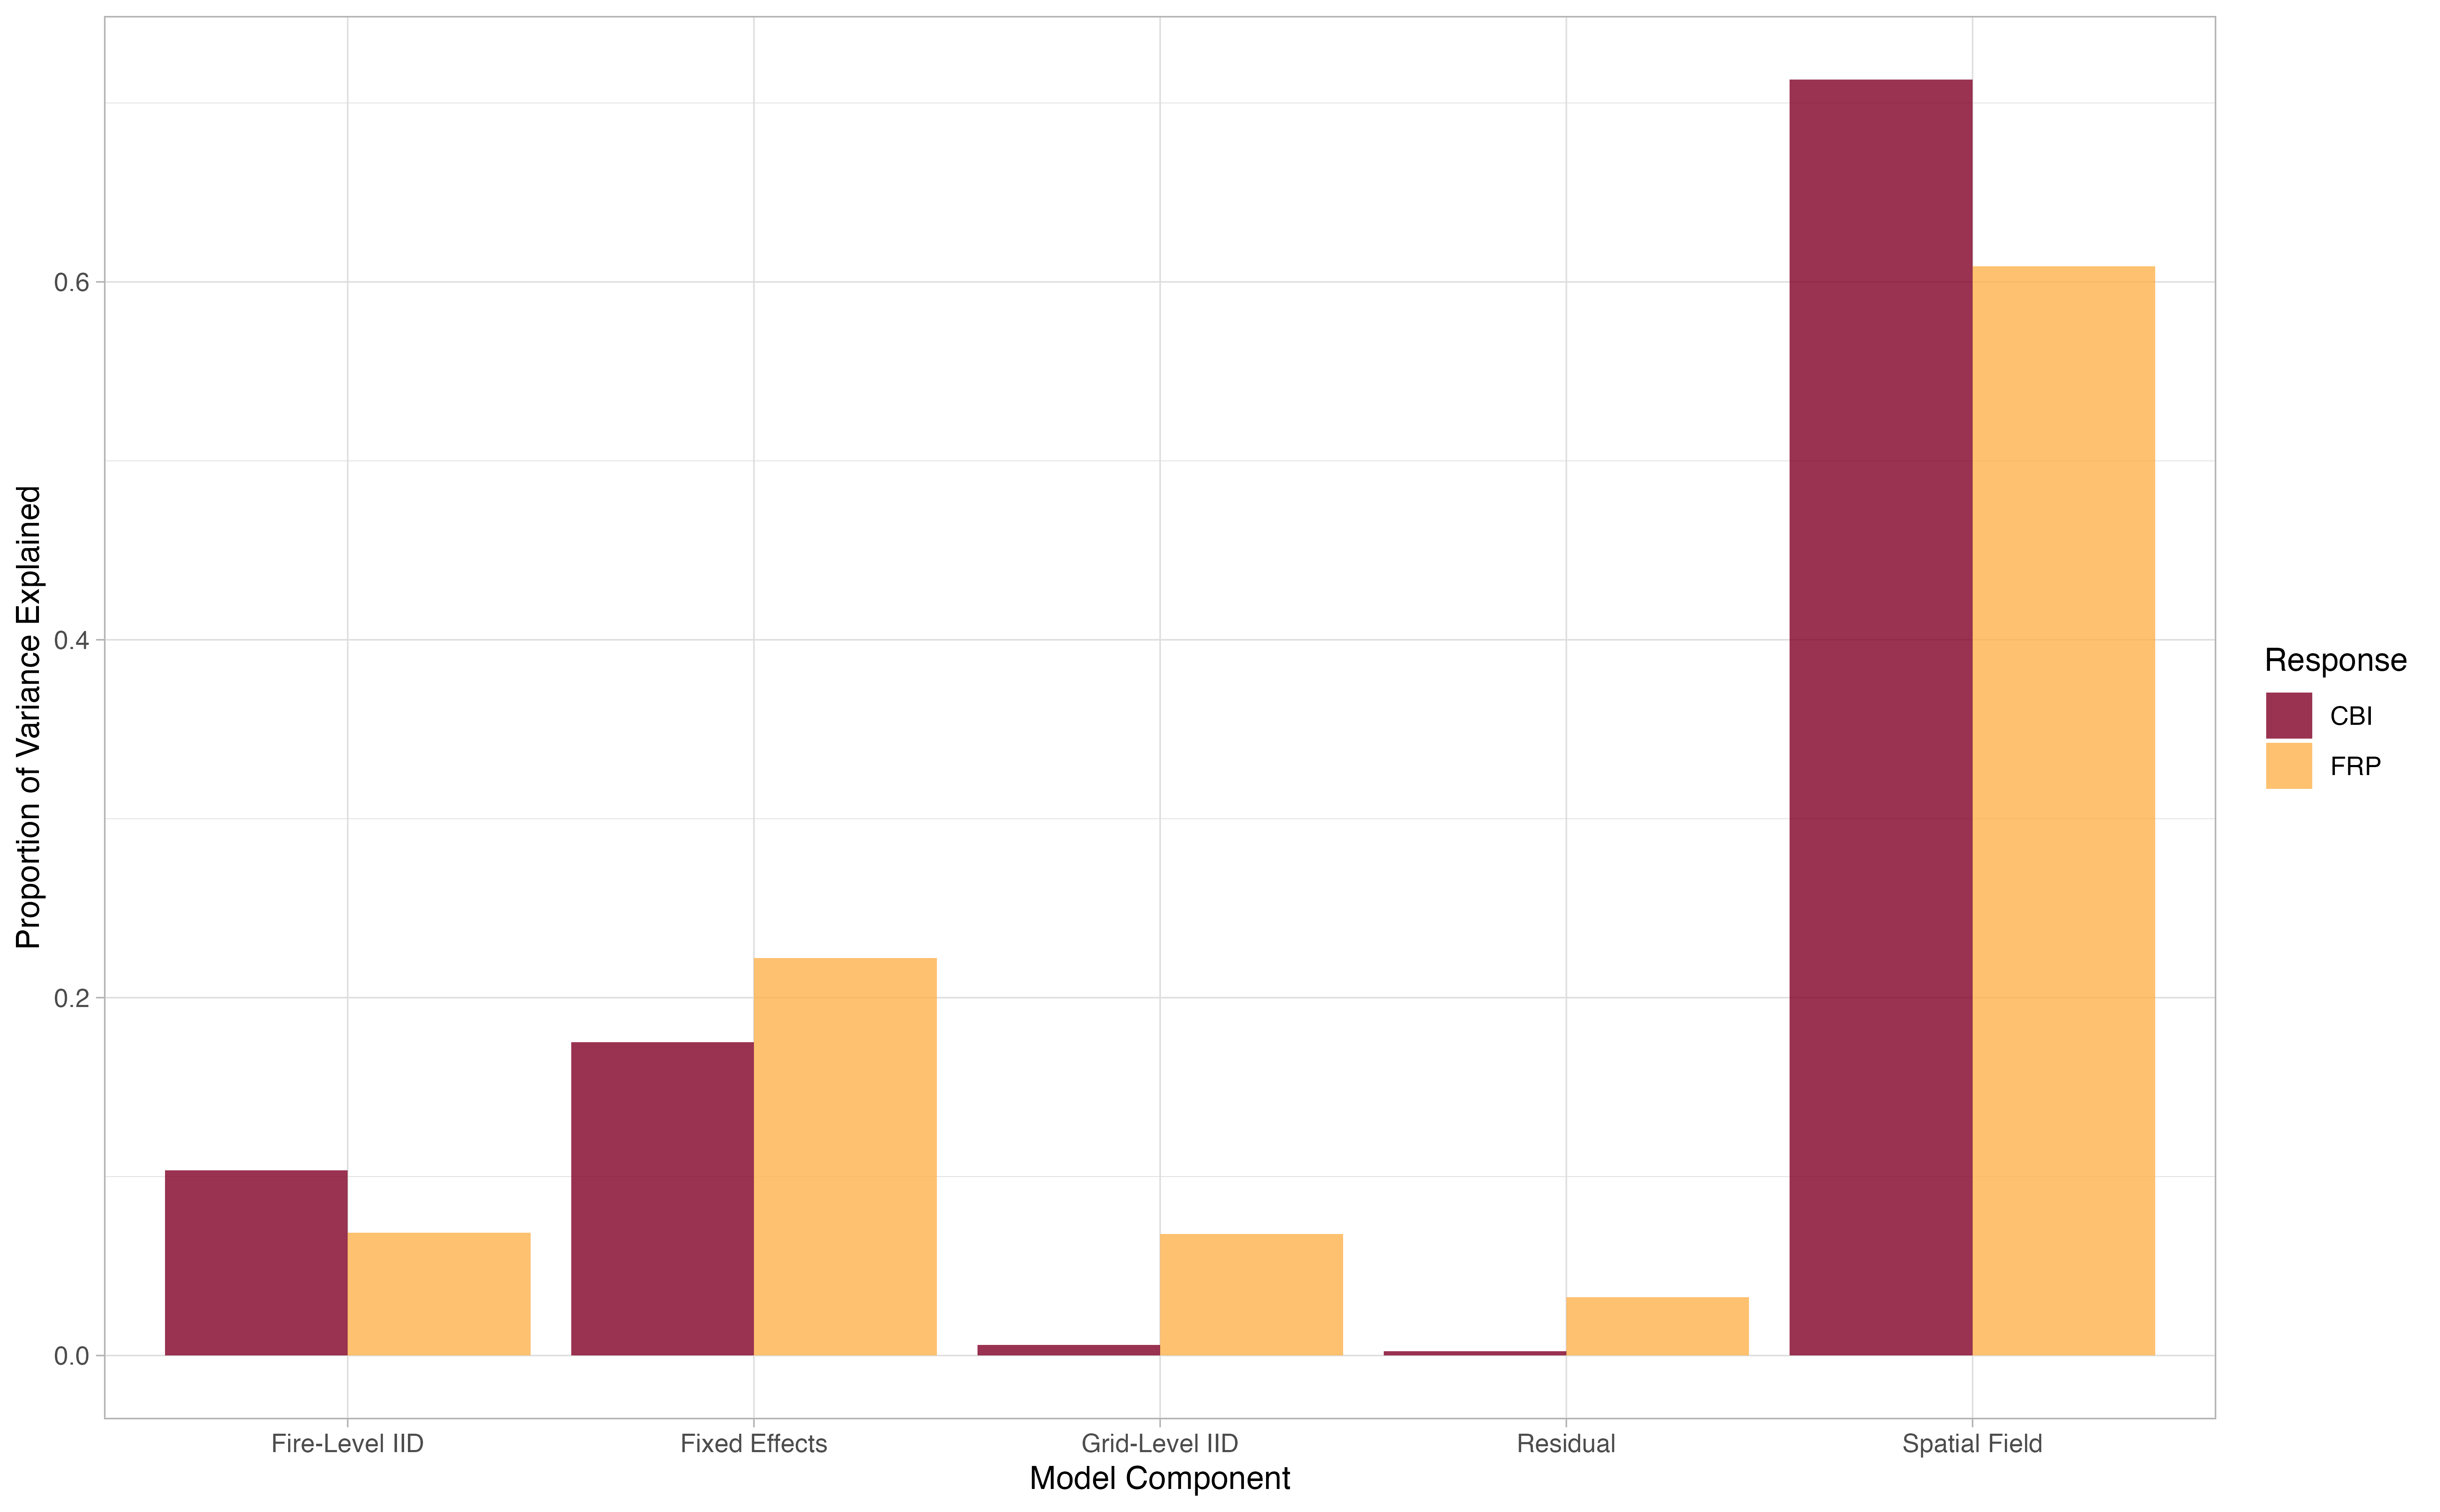 Proportion of Variance Explained
0.6
0.4
0.2
0.0
Fire-Level IID
Fixed Effects
Grid-Level IID
Residual
Spatial Field
Model Component
Response
CBI
FRP